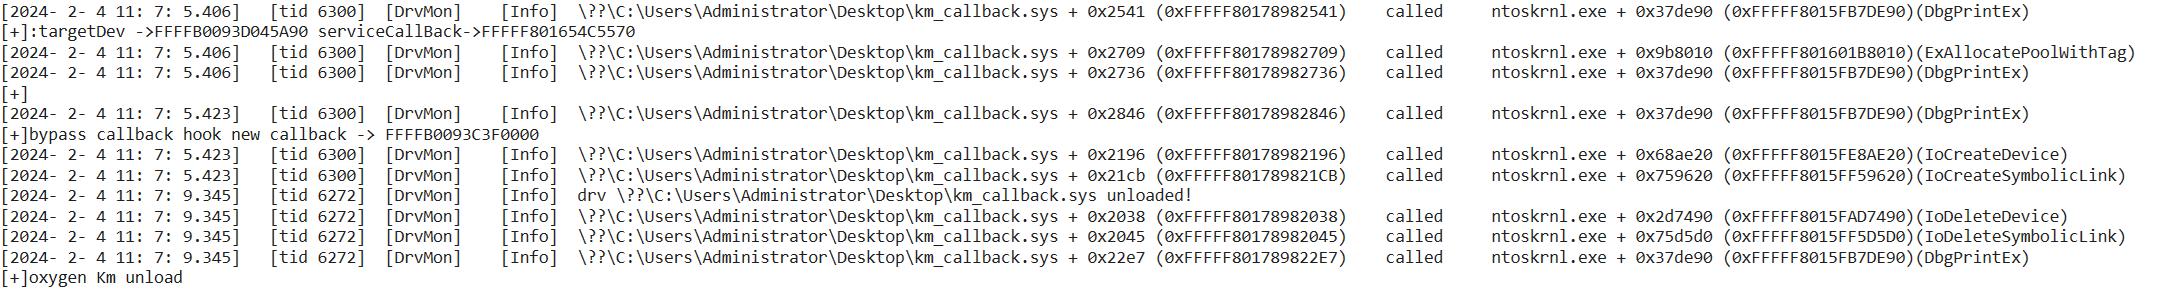 [2024- 2- 4 11: 7: 5.406] [tid 6300] [DrvMon] [Info] \??\C:\Users\Administrator\Desktop\km_callback.sys + 0x2541 (0xFFFFF80178982541) called ntoskrnl.exe + 0x37de90 (0xFFFFF8015FB7DE90)(DbgPrintEx)
[+]:targetDev ->FFFFB0093D045A90 serviceCallBack->FFFFF801654C5570
[2024- 2- 4 11: 7: 5.406] [tid 6300] [DrvMon] [Info] \??\C:\Users\Administrator\Desktop\km_callback.sys + 0x2709 (0xFFFFF80178982709) called ntoskrnl.exe + 0x9b8010 (0xFFFFF801601B8010)(ExAllocatePoolWithTag)
[2024- 2- 4 11: 7: 5.406] [tid 6300] [DrvMon] [Info] \??\C:\Users\Administrator\Desktop\km_callback.sys + 0x2736 (0xFFFFF80178982736) called ntoskrnl.exe + 0x37de90 (0xFFFFF8015FB7DE90)(DbgPrintEx)
[+]
[2024- 2- 4 11: 7: 5.423] [tid 6300] [DrvMon] [Info] \??\C:\Users\Administrator\Desktop\km_callback.sys + 0x2846 (0xFFFFF80178982846) called ntoskrnl.exe + 0x37de90 (0xFFFFF8015FB7DE90)(DbgPrintEx)
[+]bypass callback hook new callback -> FFFFB0093C3F0000
[2024- 2- 4 11: 7: 5.423] [tid 6300] [DrvMon] [Info] \??\C:\Users\Administrator\Desktop\km_callback.sys + 0x2196 (0xFFFFF80178982196) called ntoskrnl.exe + 0x68ae20 (0xFFFFF8015FE8AE20)(IoCreateDevice)
[2024- 2- 4 11: 7: 5.423] [tid 6300] [DrvMon] [Info] \??\C:\Users\Administrator\Desktop\km_callback.sys + 0x21cb (0xFFFFF801789821CB) called ntoskrnl.exe + 0x759620 (0xFFFFF8015FF59620)(IoCreateSymbolicLink)
[2024- 2- 4 11: 7: 9.345] [tid 6272] [DrvMon] [Info] drv \??\C:\Users\Administrator\Desktop\km_callback.sys unloaded!
[2024- 2- 4 11: 7: 9.345] [tid 6272] [DrvMon] [Info] \??\C:\Users\Administrator\Desktop\km_callback.sys + 0x2038 (0xFFFFF80178982038) called ntoskrnl.exe + 0x2d7490 (0xFFFFF8015FAD7490)(IoDeleteDevice)
[2024- 2- 4 11: 7: 9.345] [tid 6272] [DrvMon] [Info] \??\C:\Users\Administrator\Desktop\km_callback.sys + 0x2045 (0xFFFFF80178982045) called ntoskrnl.exe + 0x75d5d0 (0xFFFFF8015FF5D5D0)(IoDeleteSymbolicLink)
[2024- 2- 4 11: 7: 9.345] [tid 6272] [DrvMon] [Info] \??\C:\Users\Administrator\Desktop\km_callback.sys + 0x22e7 (0xFFFFF801789822E7) called ntoskrnl.exe + 0x37de90 (0xFFFFF8015FB7DE90)(DbgPrintEx)
[+]oxygen Km unload